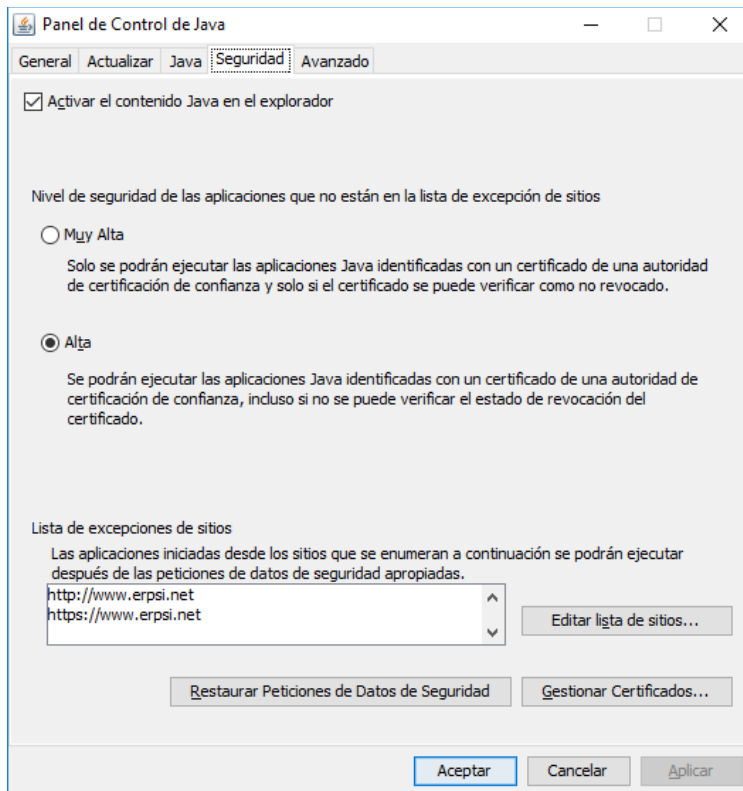 Panel de Control de Java
General Actualizar Java Seguridad Avanzado
Activar el contenido Java en el explorador
Nivel de seguridad de las aplicaciones que no están en la lista de excepción de sitios
Muy Alta
Solo se podrán ejecutar las aplicaciones Java identificadas con un certificado de una autoridad
de certificación de confianza y solo si el certificado se puede verificar como no revocado.
Alta
Se podrán ejecutar las aplicaciones Java identificadas con un certificado de una autoridad de
certificación de confianza, incluso si no se puede verificar el estado de revocación del
certificado.
Lista de excepciones de sitios
Las aplicaciones iniciadas desde los sitios que se enumeran a continuación se podrán ejecutar
después de las peticiones de datos de seguridad apropiadas.
http://www.erpsi.net
https://www.erpsi.net
Editar lista de sitios...
Restaurar Peticiones de Datos de Seguridad Gestionar Certificados...
Aceptar Cancelar Aplicar